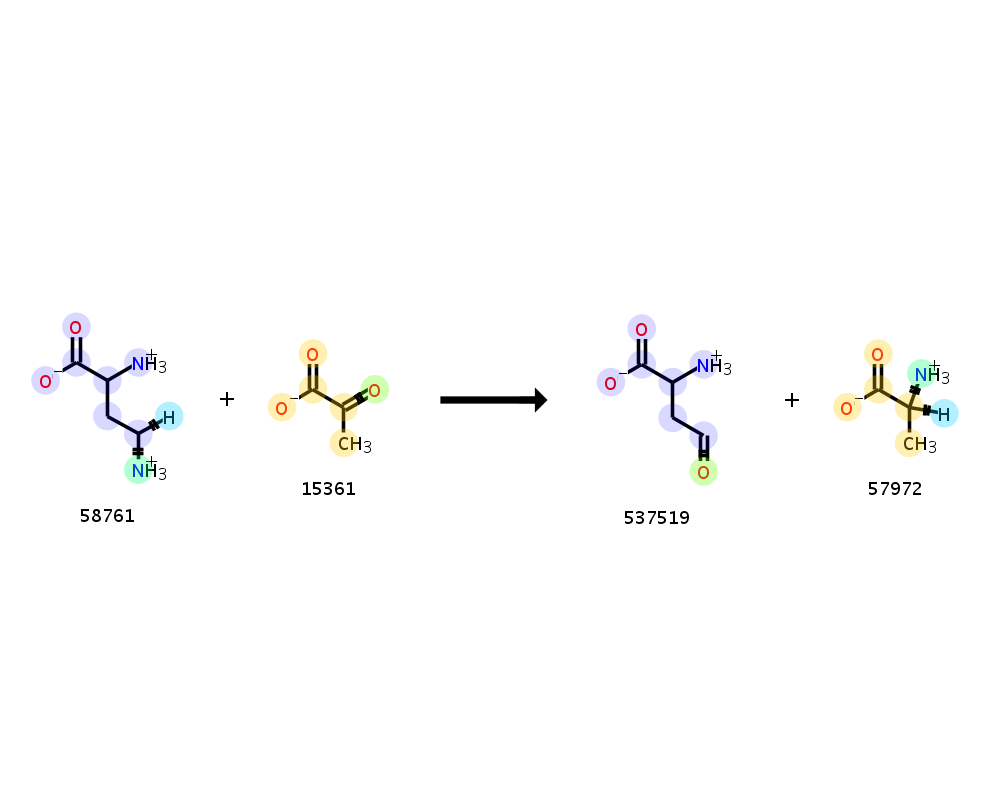 O
O⁻
NH3+
H
NH3+
58761
+
O
O⁻
O
CH3
15361
+
O
O⁻
NH3+
O
537519
O
O⁻
NH3+
H
CH3
57972